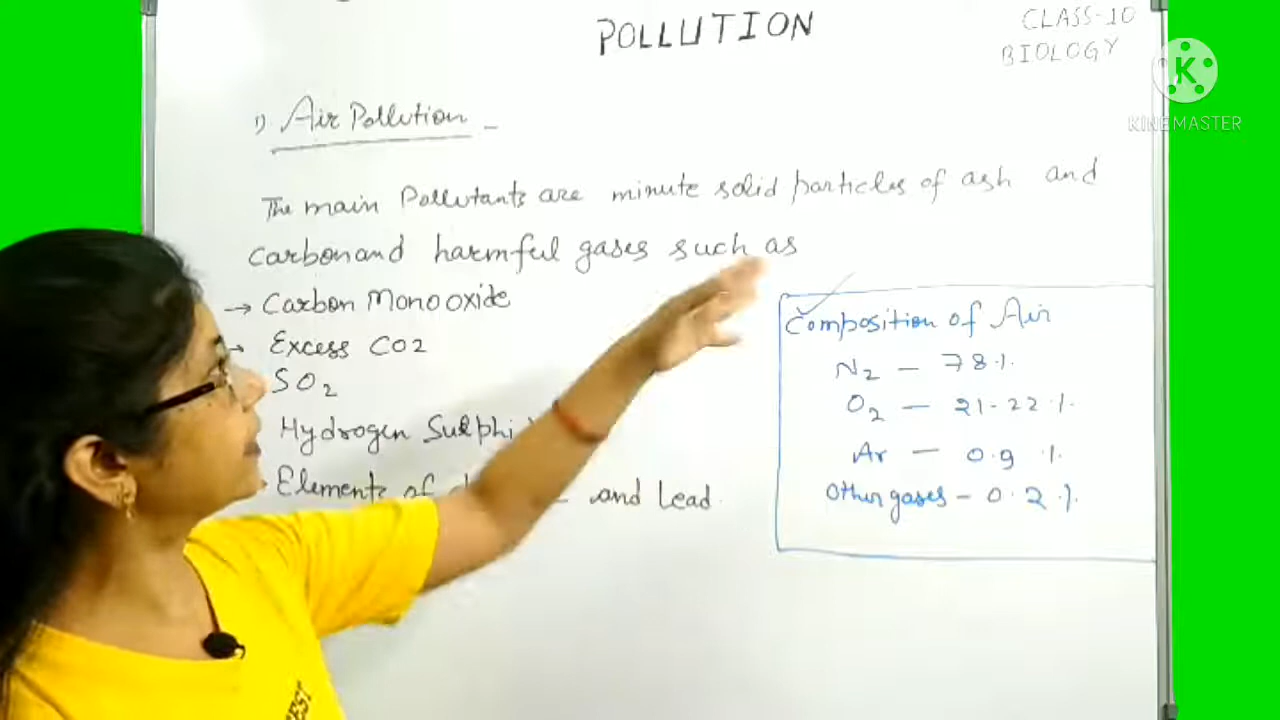 POLLUTION
CLASS-10
BIOLOGY
KINEMASTER
1) Air Pollution -
The main Pollutants are minute solid particles of ash and
carbon and harmful gases such as
→ Carbon Monooxide
→ Excess CO2
SO2
Hydrogen Sulphi
Elements of and Lead.
Composition of Air
N2 - 78%
O2 - 21-22%
Ar - 0.9 %
Other gases - 0.2%
EST